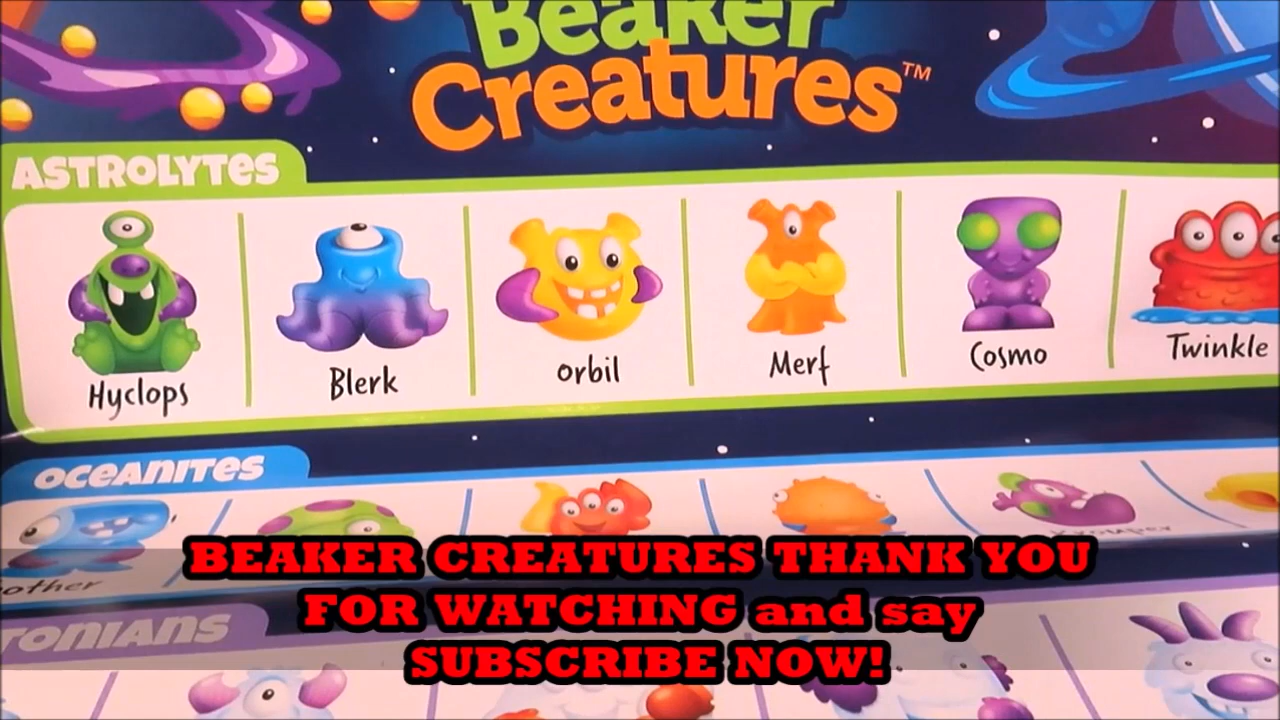 Beaker
Creatures™
ASTROLYTES
Hyclops
Blerk
Orbil
Merf
Cosmo
Twinkle
OCEANITES
BEAKER CREATURES THANK YOU
FOR WATCHING and say
SUBSCRIBE NOW!